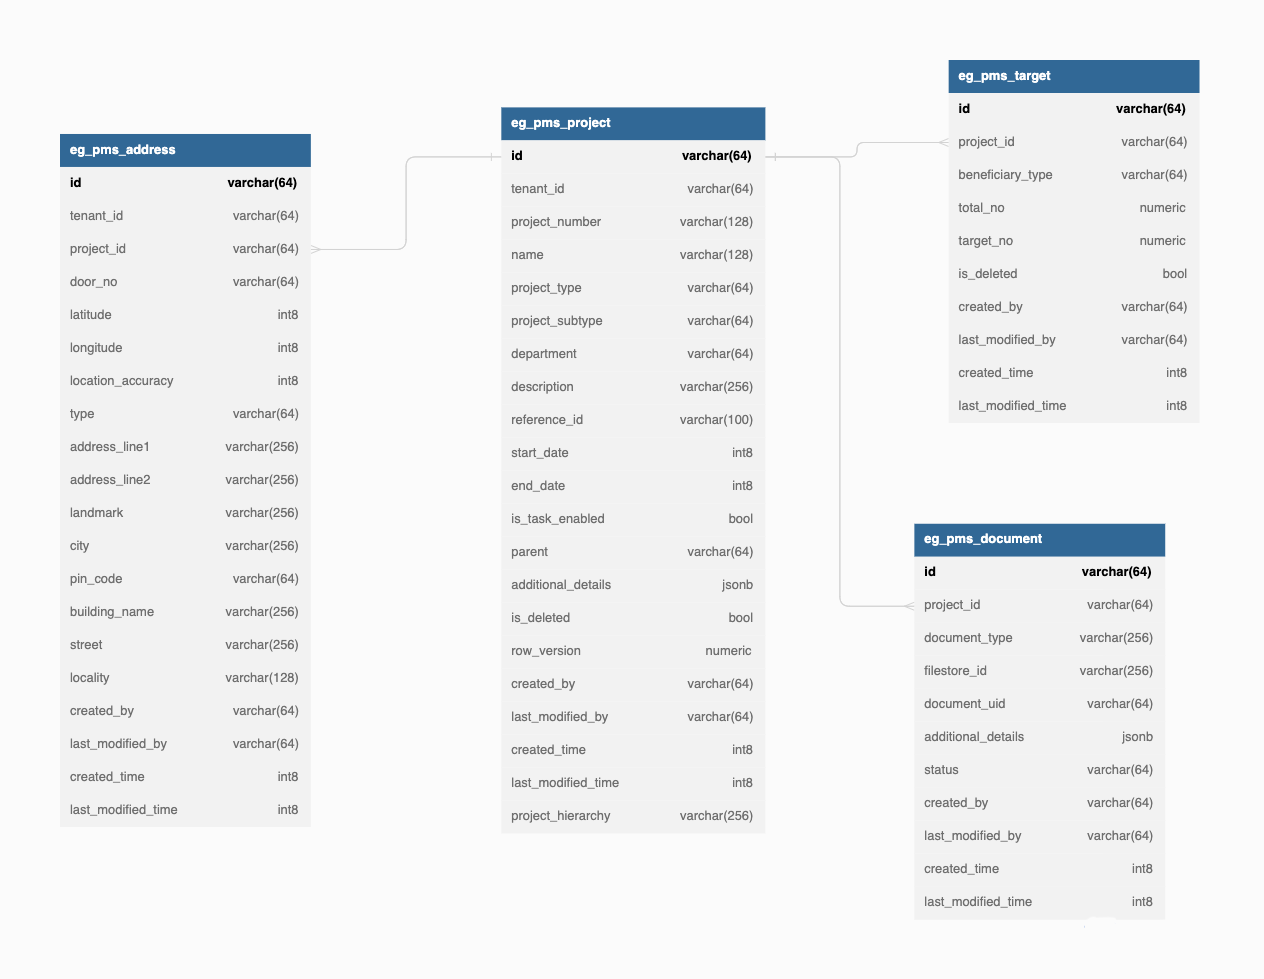 eg_pms_address
id varchar(64)
tenant_id varchar(64)
project_id varchar(64)
door_no varchar(64)
latitude int8
longitude int8
location_accuracy int8
type varchar(64)
address_line1 varchar(256)
address_line2 varchar(256)
landmark varchar(256)
city varchar(256)
pin_code varchar(64)
building_name varchar(256)
street varchar(256)
locality varchar(128)
created_by varchar(64)
last_modified_by varchar(64)
created_time int8
last_modified_time int8
eg_pms_project
id varchar(64)
tenant_id varchar(64)
project_number varchar(128)
name varchar(128)
project_type varchar(64)
project_subtype varchar(64)
department varchar(64)
description varchar(256)
reference_id varchar(100)
start_date int8
end_date int8
is_task_enabled bool
parent varchar(64)
additional_details jsonb
is_deleted bool
row_version numeric
created_by varchar(64)
last_modified_by varchar(64)
created_time int8
last_modified_time int8
project_hierarchy varchar(256)
eg_pms_target
id varchar(64)
project_id varchar(64)
beneficiary_type varchar(64)
total_no numeric
target_no numeric
is_deleted bool
created_by varchar(64)
last_modified_by varchar(64)
created_time int8
last_modified_time int8
eg_pms_document
id varchar(64)
project_id varchar(64)
document_type varchar(256)
filestore_id varchar(256)
document_uid varchar(64)
additional_details jsonb
status varchar(64)
created_by varchar(64)
last_modified_by varchar(64)
created_time int8
last_modified_time int8